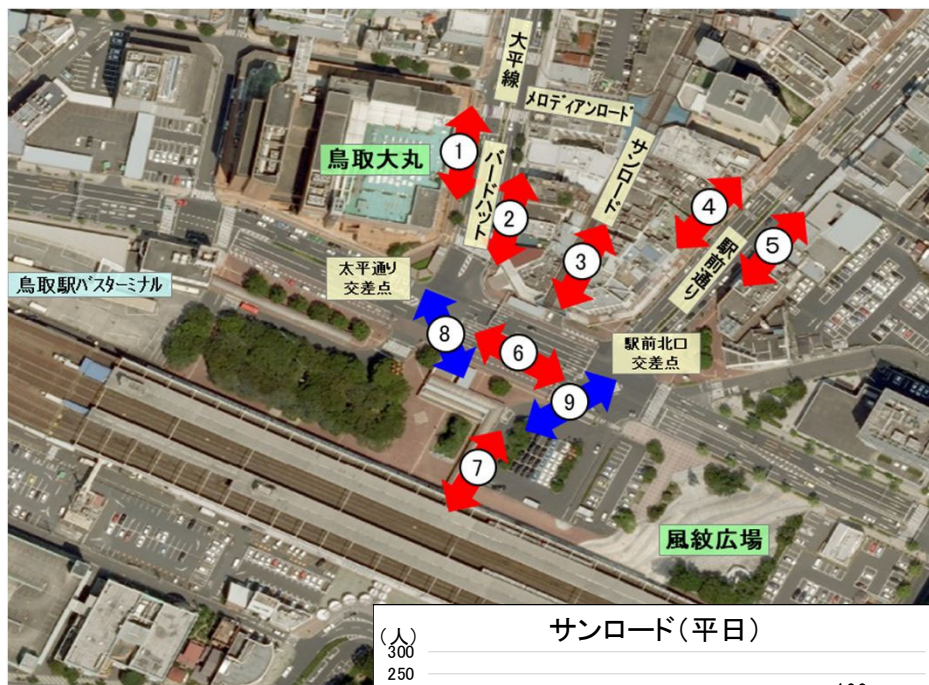 大平線
メロディアンロード
サンロード
①
鳥取大丸
バードハット
②
③
④
⑤
駅前通り
太平通り
交差点
鳥取駅バスターミナル
⑧
⑥
駅前北口
交差点
⑨
⑦
風紋広場
サンロード(平日)
(人)
300
250